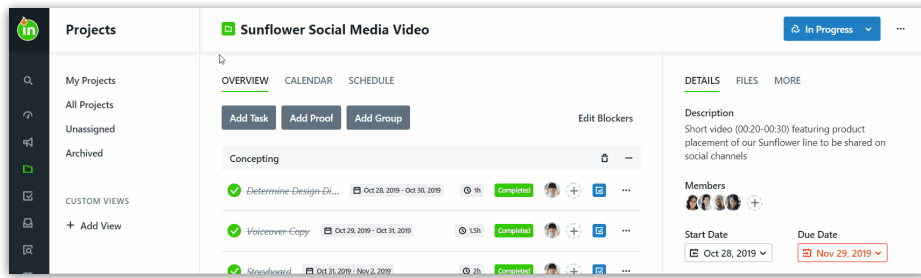 in
Projects
Sunflower Social Media Video
In Progress
My Projects
All Projects
Unassigned
Archived
CUSTOM VIEWS
+ Add View
OVERVIEW CALENDAR SCHEDULE
Add Task Add Proof Add Group Edit Blockers
Concepting
Determine Design Di... Oct 28, 2019 - Oct 30, 2019 1h Completed
Voiceover Copy Oct 29, 2019 - Oct 31, 2019 1.5h Completed
Storyboard Oct 31, 2019 - Nov 2, 2019 2h Completed
DETAILS FILES MORE
Description
Short video (00:20-00:30) featuring product
placement of our Sunflower line to be shared on
social channels
Members
Start Date Due Date
Oct 28, 2019 Nov 29, 2019